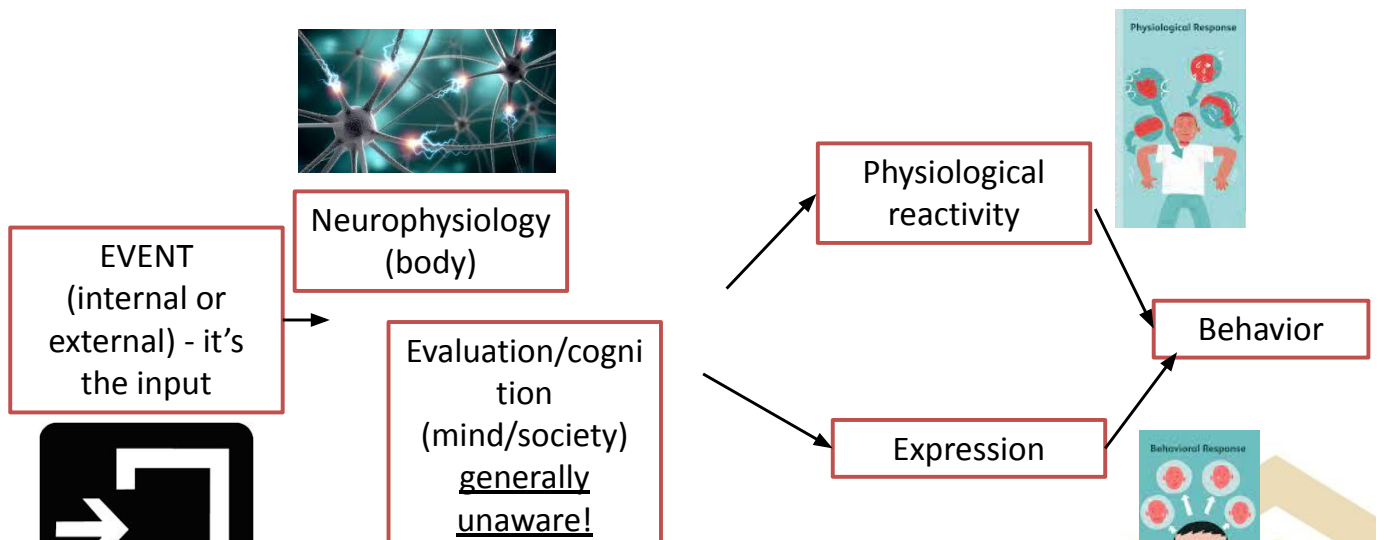 EVENT
(internal or
external) - it’s
the input
Neurophysiology
(body)
Evaluation/cogni
tion
(mind/society)
generally
unaware!
Physiological
reactivity
Physiological Response
Expression
Behavior
Behavioral Response